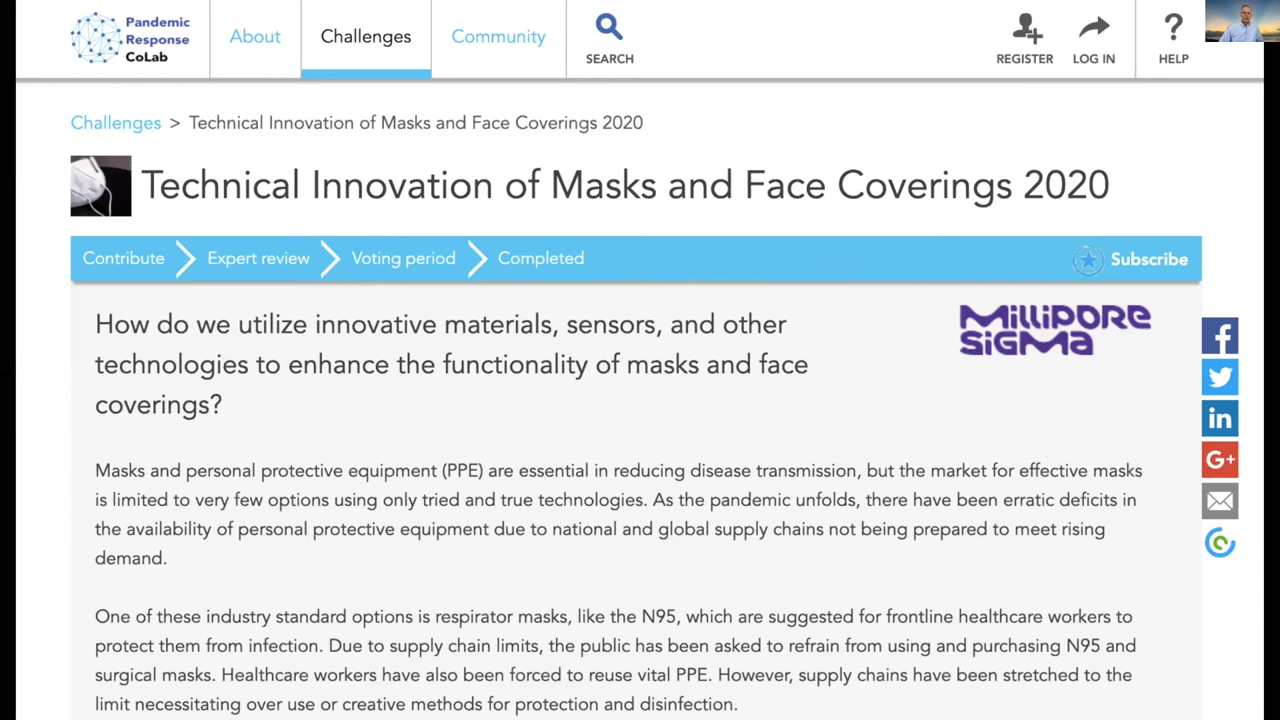 Pandemic
Response
CoLab
About
Challenges
Community
SEARCH
REGISTER
LOG IN
HELP
Challenges > Technical Innovation of Masks and Face Coverings 2020
Technical Innovation of Masks and Face Coverings 2020
Contribute
Expert review
Voting period
Completed
Subscribe
How do we utilize innovative materials, sensors, and other
technologies to enhance the functionality of masks and face
coverings?
MilliPORe
SiGMa
f
in
G+
Masks and personal protective equipment (PPE) are essential in reducing disease transmission, but the market for effective masks
is limited to very few options using only tried and true technologies. As the pandemic unfolds, there have been erratic deficits in
the availability of personal protective equipment due to national and global supply chains not being prepared to meet rising
demand.
One of these industry standard options is respirator masks, like the N95, which are suggested for frontline healthcare workers to
protect them from infection. Due to supply chain limits, the public has been asked to refrain from using and purchasing N95 and
surgical masks. Healthcare workers have also been forced to reuse vital PPE. However, supply chains have been stretched to the
limit necessitating over use or creative methods for protection and disinfection.